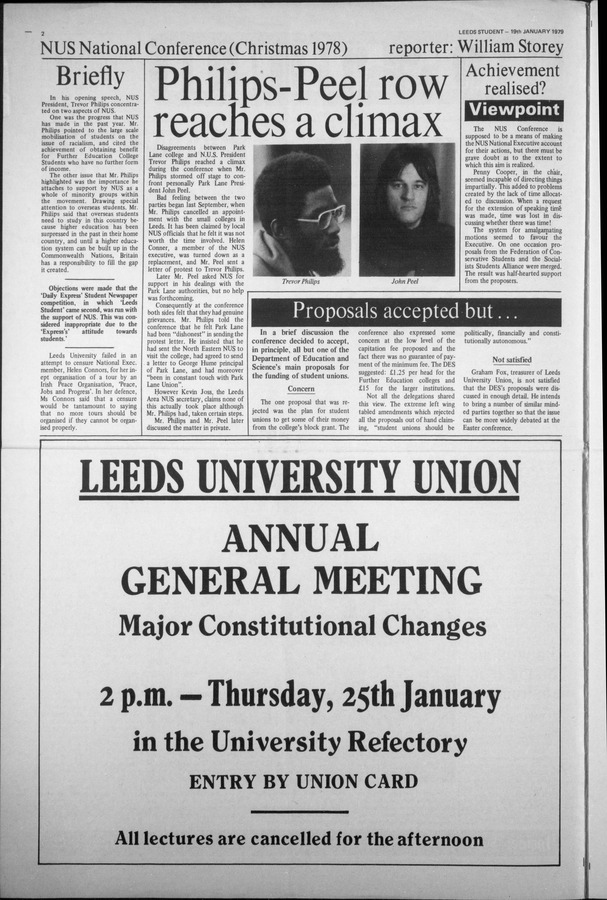 2
LEEDS STUDENT — 19th JANUARY 1979
NUS National Conference (Christmas 1978)
reporter: William Storey
Briefly
In his opening speech, NUS
President, Trevor Philips concentra-
ted on two aspects of NUS.
One was the progress that NUS
has made in the past year. Mr.
Philips pointed to the large scale
mobilisation of students on the
issue of racialism, and cited the
achievement of obtaining benefit
for Further Education College
Students who have no further form
of income.
The other issue that Mr. Philips
highlighted was the importance he
attaches to support by NUS as a
whole of minority groups within
the movement. Drawing special
attention to overseas students, Mr.
Philips said that overseas students
need to study in this country be-
cause higher education has been
surpressed in the past in their home
country, and until a higher educa-
tion system can be built up in the
Commonwealth Nations, Britain
has a responsibility to fill the gap
it created.
Objections were made that the
'Daily Express' Student Newspaper
competition, in which 'Leeds
Student' came second, was run with
the support of NUS. This was con-
sidered inappropriate due to the
'Express's' attitude towards
students.'
Leeds University failed in an
attempt to censure National Exec.
member, Helen Connors, for her in-
ept organisation of a tour by an
Irish Peace Organisation, 'Peace,
Jobs and Progress'. In her defence,
Ms Connors said that a censure
would be tantamount to saying
that no more tours should be
organised if they cannot be organ-
ised properly.
Philips-Peel row
reaches a climax
Disagreements between Park
Lane college and N.U.S. President
Trevor Philips reached a climax
during the conference when Mr.
Philips stormed off stage to con-
front personally Park Lane Presi-
dent John Peel.
Bad feeling between the two
parties began last September, when
Mr. Philips cancelled an appoint-
ment with the small colleges in
Leeds. It has been claimed by local
NUS officials that he felt it was not
worth the time involved. Helen
Conner, a member of the NUS
executive, was turned down as a
replacement, and Mr. Peel sent a
letter of protest to Trevor Philips.
Later Mr. Peel asked NUS for
support in his dealings with the
Park Lane authorities, but no help
was forthcoming.
Consequently at the conference
both sides felt that they had genuine
grievances. Mr. Philips told the
conference that he felt Park Lane
had been "dishonest" in sending the
protest letter. He insisted that he
had sent the North Eastern NUS to
visit the college, had agreed to send
a letter to George Hume principal
of Park Lane, and had moreover
"been in constant touch with Park
Lane Union".
However Kevin Jou, the Leeds
Area NUS secretary, claims none of
this actually took place although
Mr. Philips had, taken certain steps.
Mr. Philips and Mr. Peel later
discussed the matter in private.
Trevor Philips
John Peel
Achievement
realised?
Viewpoint
The NUS Conference is
supposed to be a means of making
the NUS National Executive account
for their actions, but there must be
grave doubt as to the extent to
which this aim is realized.
Penny Cooper, in the chair,
seemed incapable of directing things
impartially. This added to problems
created by the lack of time allocat-
ed to discussion. When a request
for the extension of speaking time
was made, time was lost in dis-
cussing whether there was time!
The system for amalgamating
motions seemed to favour the
Executive. On one occasion pro-
posals from the Federation of Con-
servative Students and the Social-
ists Students Alliance were merged.
The result was half-hearted support
from the proposers.
Proposals accepted but ...
In a brief discussion the
conference decided to accept,
in principle, all but one of the
Department of Education and
Science's main proposals for
the funding of student unions.
Concern
The one proposal that was re-
jected was the plan for student
unions to get some of their money
from the college's block grant. The
conference also expressed some
concern at the low level of the
capitation fee proposed and the
fact there was no guarantee of pay-
ment of the minimum fee. The DES
suggested: £1.25 per head for the
Further Education colleges and
£15 for the larger institutions.
Not all the delegations shared
this view. The extreme left wing
tabled amendments which rejected
all the proposals out of hand claim-
ing, "student unions should be
politically, financially and consti-
tutionally autonomous."
Not satisfied
Graham Fox, treasurer of Leeds
University Union, is not satisfied
that the DES's proposals were dis-
cussed in enough detail. He intends
to bring a number of similar mind-
ed parties together so that the issue
can be more widely debated at the
Easter conference.
LEEDS UNIVERSITY UNION
ANNUAL
GENERAL MEETING
Major Constitutional Changes
2 p.m. — Thursday, 25th January
in the University Refectory
ENTRY BY UNION CARD
All lectures are cancelled for the afternoon